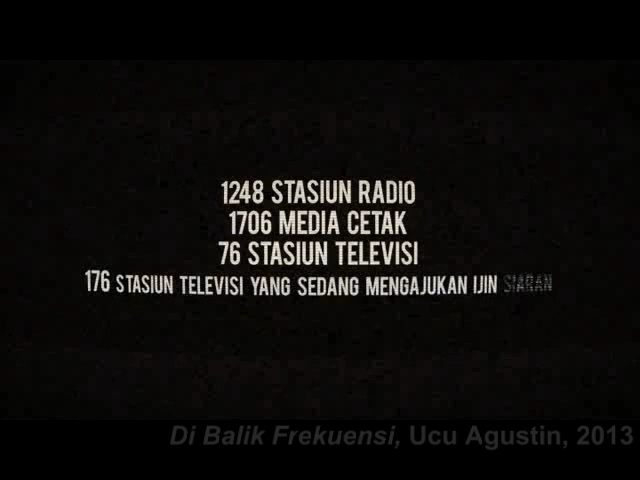 1248 STASIUN RADIO
1706 MEDIA CETAK
76 STASIUN TELEVISI
176 STASIUN TELEVISI YANG SEDANG MENGAJUKAN IJIN SIARAN
Di Balik Frekuensi, Ucu Agustin, 2013